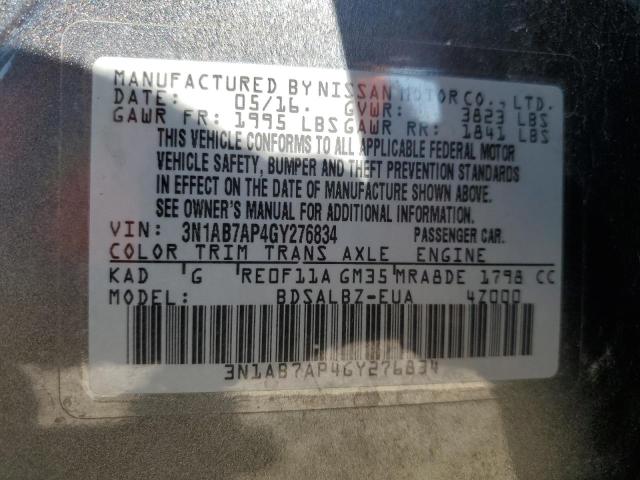 MANUFACTURED BY NISSAN MOTOR CO., LTD.
DATE: 05/16. GVWR: 3823 LBS
GAWR FR: 1995 LBS GAWR RR: 1841 LBS
THIS VEHICLE CONFORMS TO ALL APPLICABLE FEDERAL MOTOR
VEHICLE SAFETY, BUMPER AND THEFT PREVENTION STANDARDS
IN EFFECT ON THE DATE OF MANUFACTURE SHOWN ABOVE.
SEE OWNER'S MANUAL FOR ADDITIONAL INFORMATION.
VIN: 3N1AB7AP4GY276834 PASSENGER CAR.
COLOR TRIM TRANS AXLE ENGINE
KAD G RE0F11A GM35 MRA8DE 1798 CC
MODEL: BDSALBZ-EUA 4Z000
3N1AB7AP4GY276834